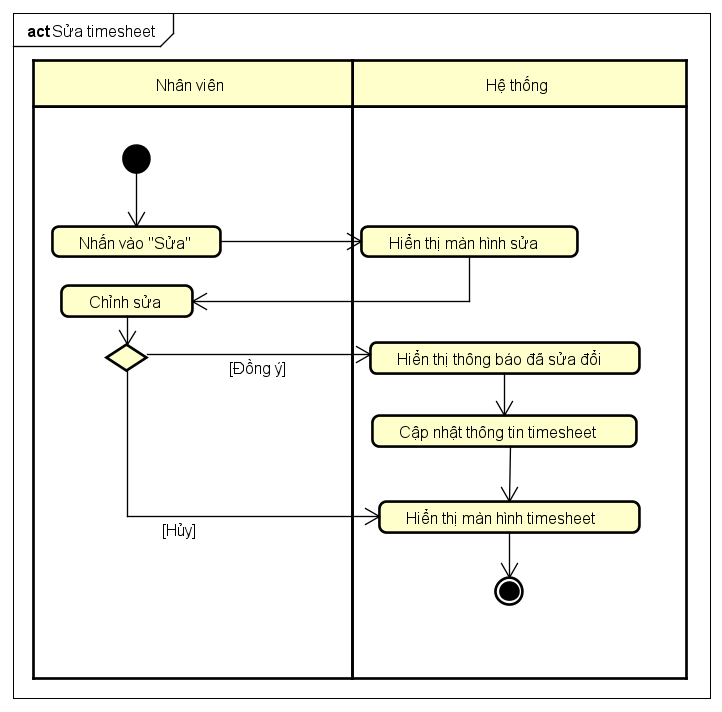 act Sửa timesheet
Nhân viên
Hệ thống
Nhấn vào "Sửa"
Hiển thị màn hình sửa
Chỉnh sửa
[Đồng ý]
Hiển thị thông báo đã sửa đổi
Cập nhật thông tin timesheet
[Hủy]
Hiển thị màn hình timesheet